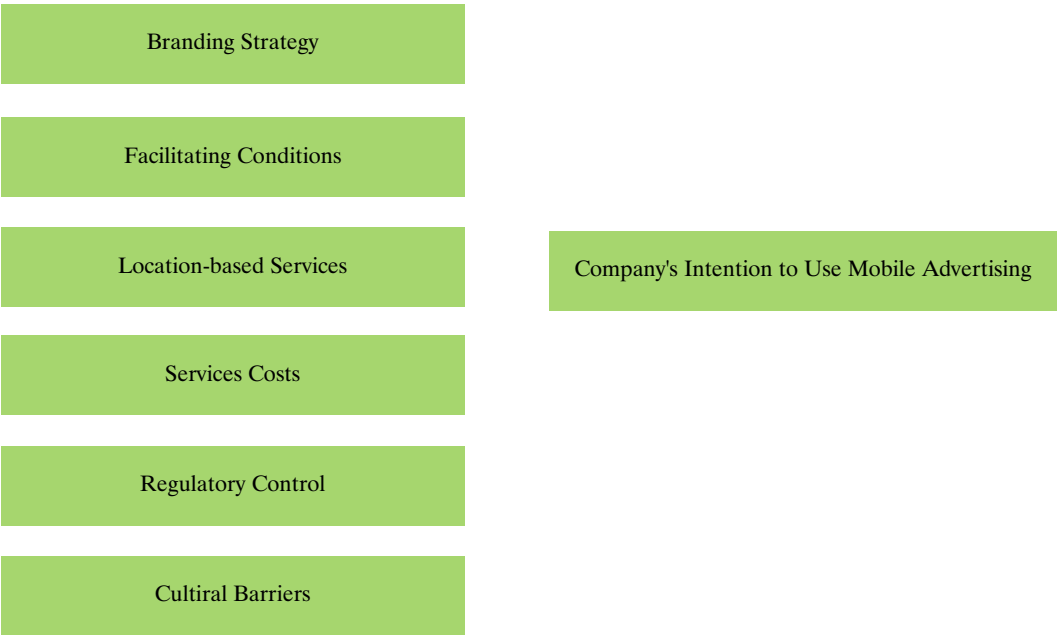 Branding Strategy
Facilitating Conditions
Location-based Services
Company's Intention to Use Mobile Advertising
Services Costs
Regulatory Control
Cultiral Barriers